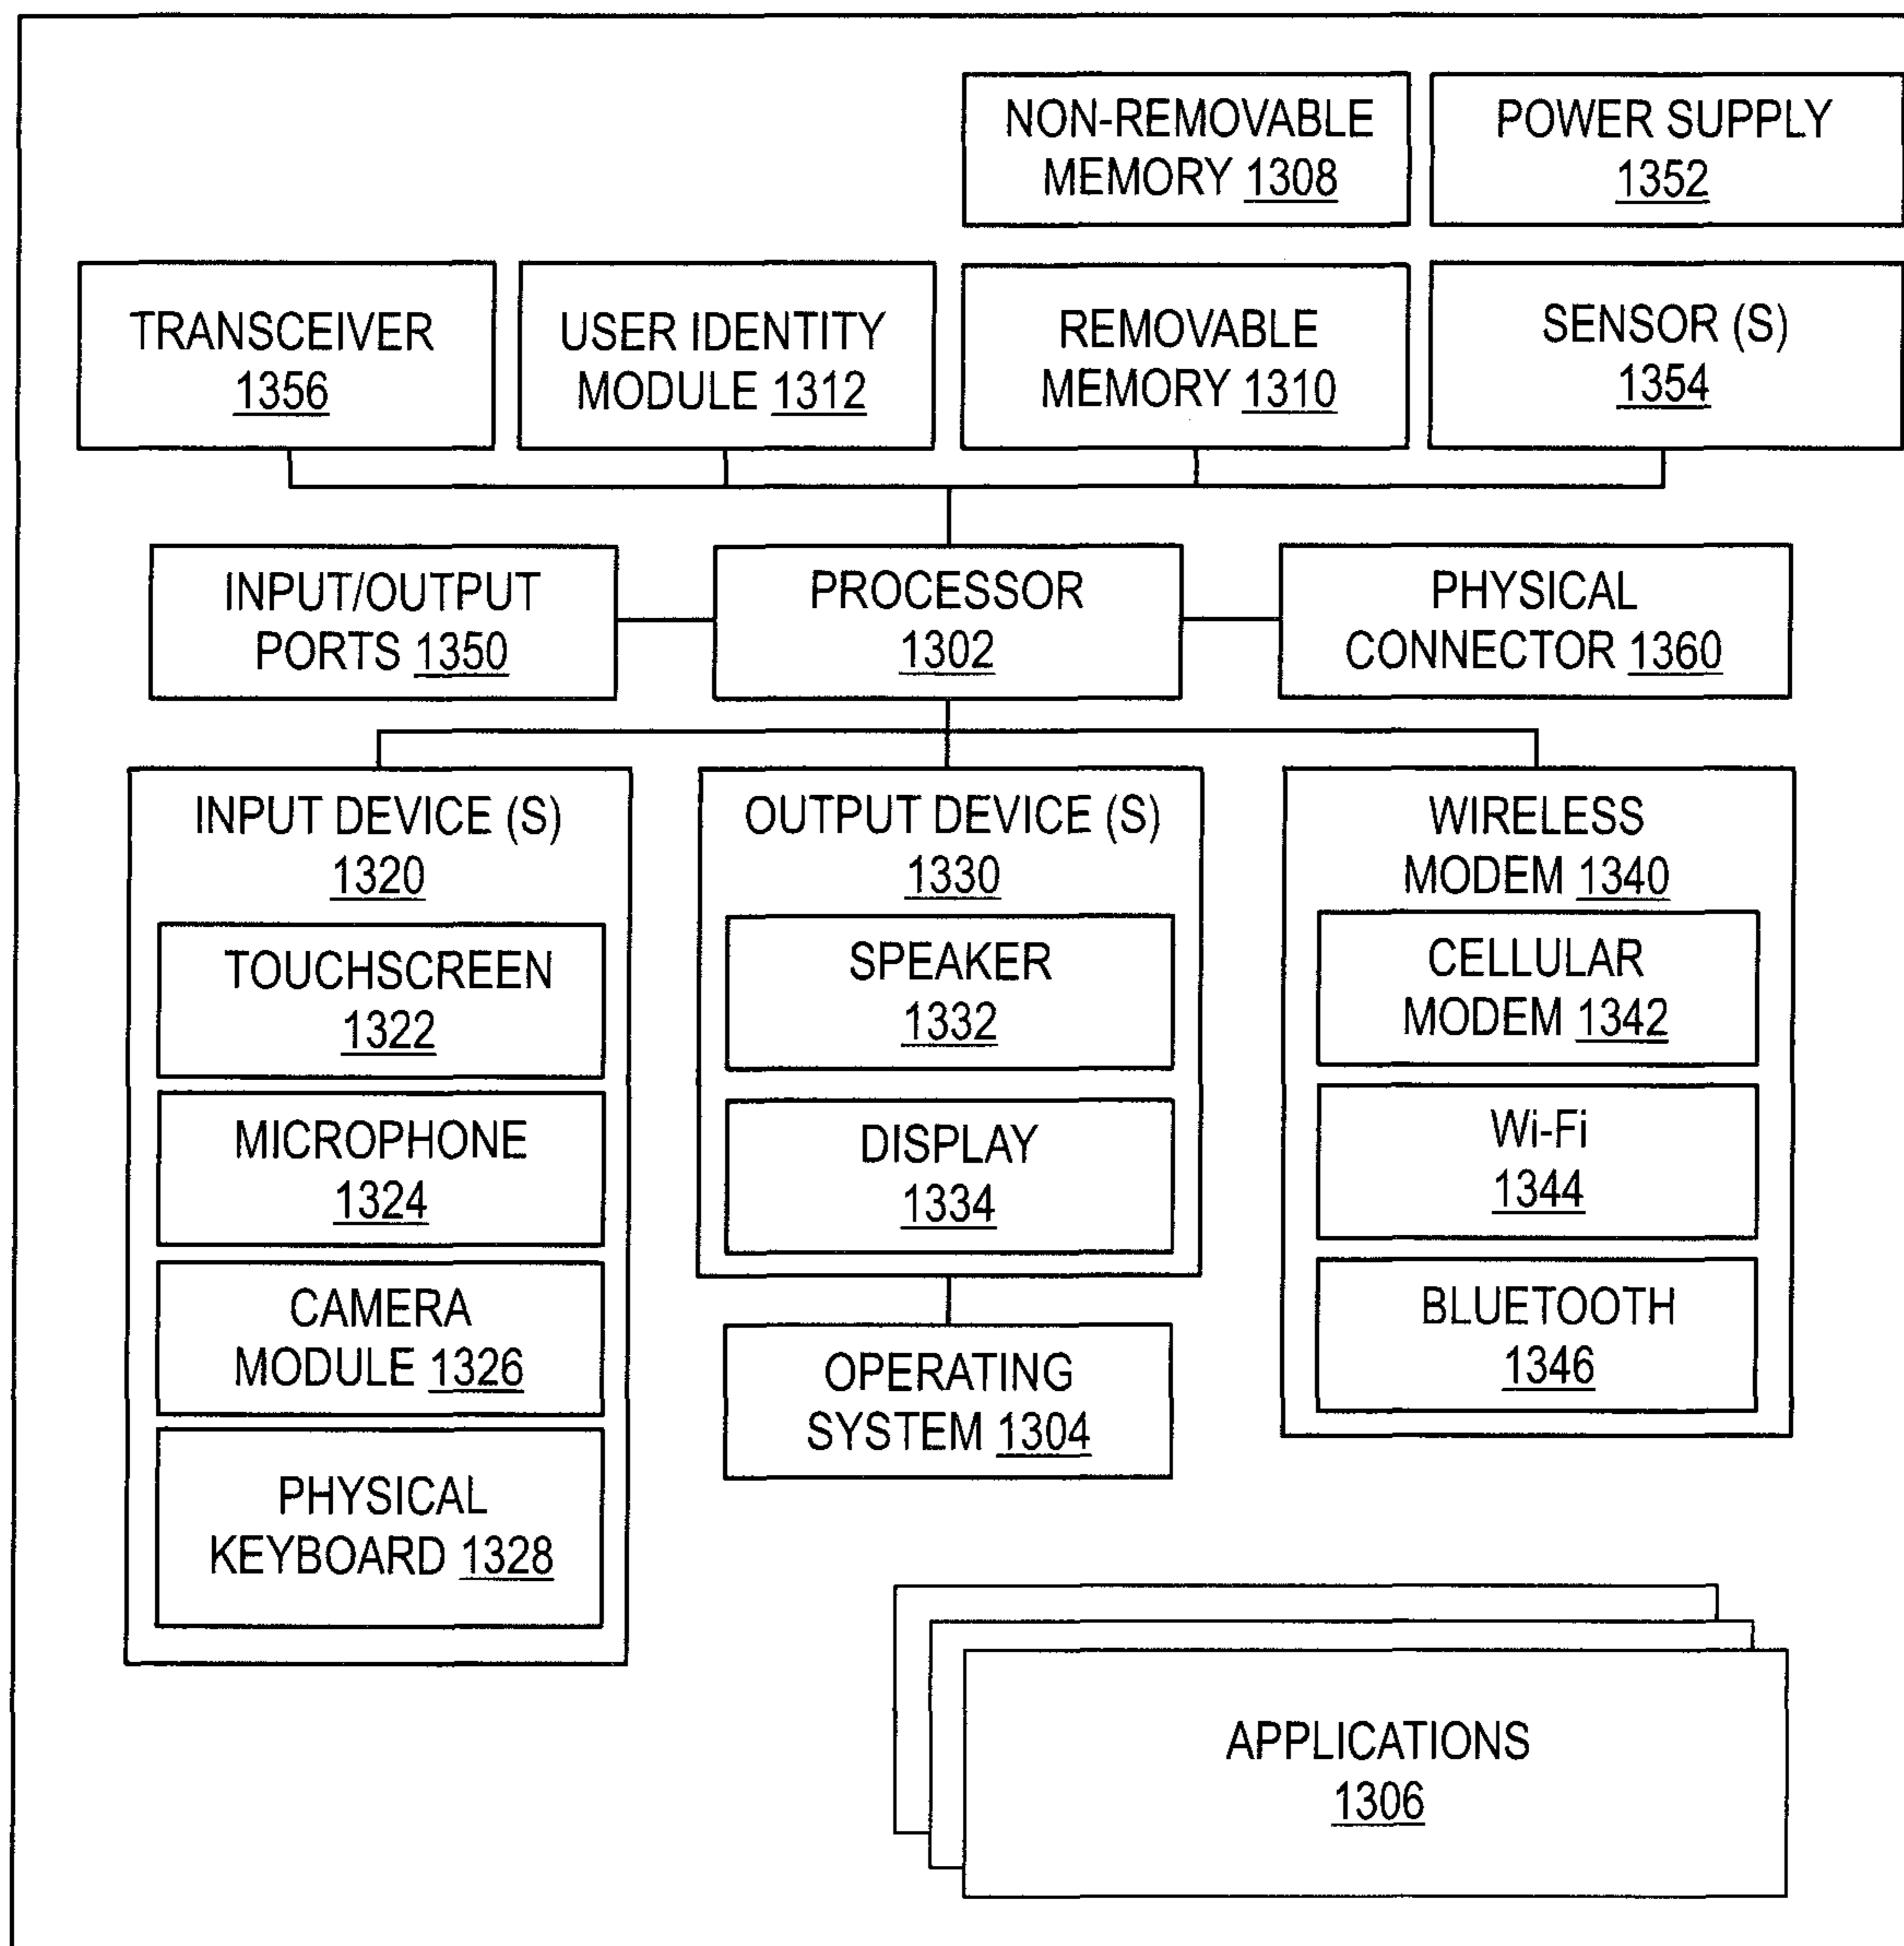 NON-REMOVABLE
MEMORY 1308
POWER SUPPLY
1352
TRANSCEIVER
1356
USER IDENTITY
MODULE 1312
REMOVABLE
MEMORY 1310
SENSOR (S)
1354
INPUT/OUTPUT
PORTS 1350
PROCESSOR
1302
PHYSICAL
CONNECTOR 1360
INPUT DEVICE (S)
1320
TOUCHSCREEN
1322
MICROPHONE
1324
CAMERA
MODULE 1326
PHYSICAL
KEYBOARD 1328
OUTPUT DEVICE (S)
1330
SPEAKER
1332
DISPLAY
1334
OPERATING
SYSTEM 1304
WIRELESS
MODEM 1340
CELLULAR
MODEM 1342
Wi-Fi
1344
BLUETOOTH
1346
APPLICATIONS
1306